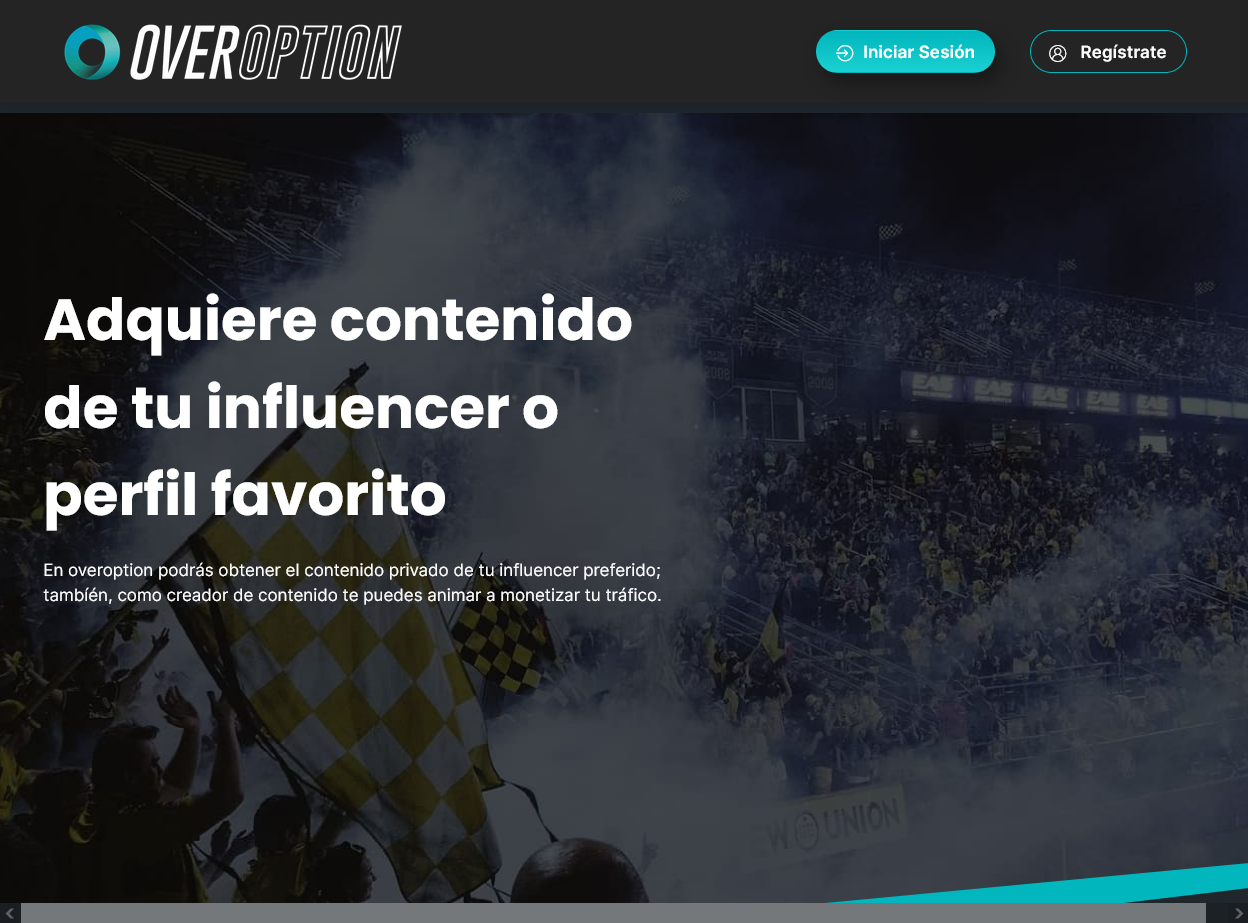 OVEROPTION
Iniciar Sesión
Regístrate
Adquiere contenido
de tu influencer o
perfil favorito
En overoption podrás obtener el contenido privado de tu influencer preferido;
también, como creador de contenido te puedes animar a monetizar tu tráfico.
EAS EAS EAS EAS EAS
W UNION